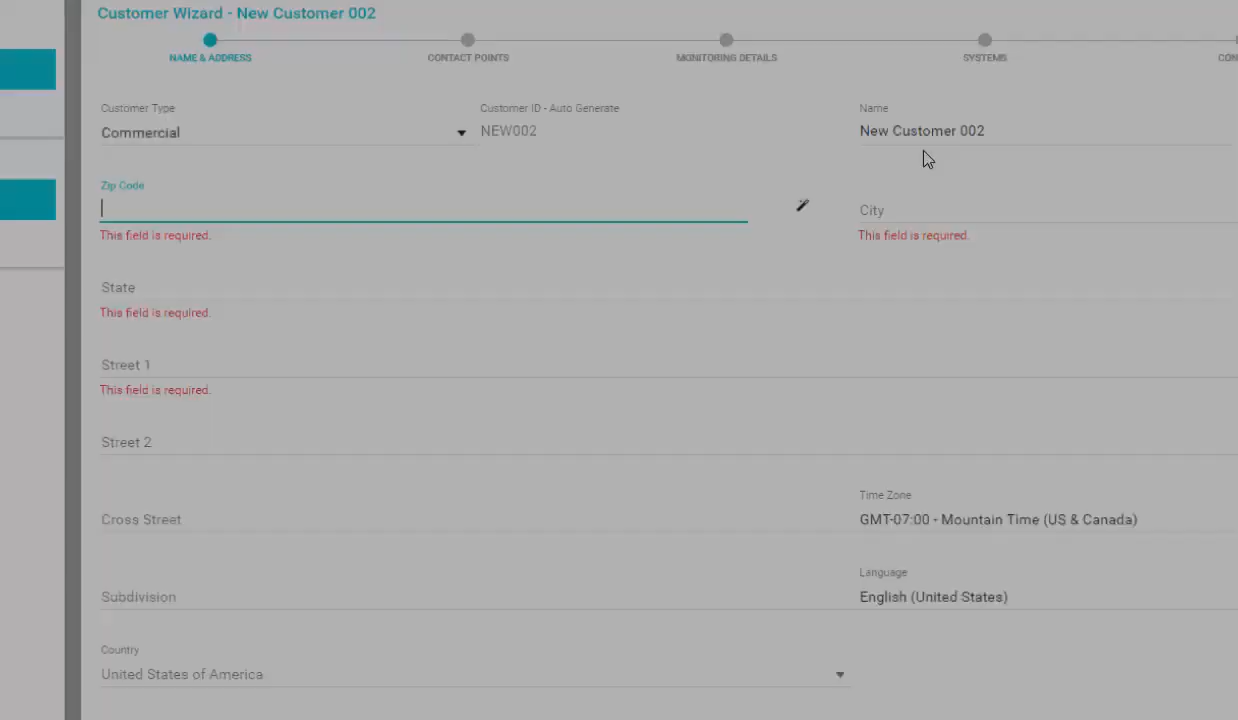 Customer Wizard - New Customer 002
NAME & ADDRESS
CONTACT POINTS
MONITORING DETAILS
SYSTEMS
Customer Type
Customer ID - Auto Generate
Name
Commercial
NEW002
New Customer 002
Zip Code
City
This field is required.
This field is required.
State
This field is required.
Street 1
This field is required.
Street 2
Time Zone
Cross Street
GMT-07:00 - Mountain Time (US & Canada)
Language
Subdivision
English (United States)
Country
United States of America